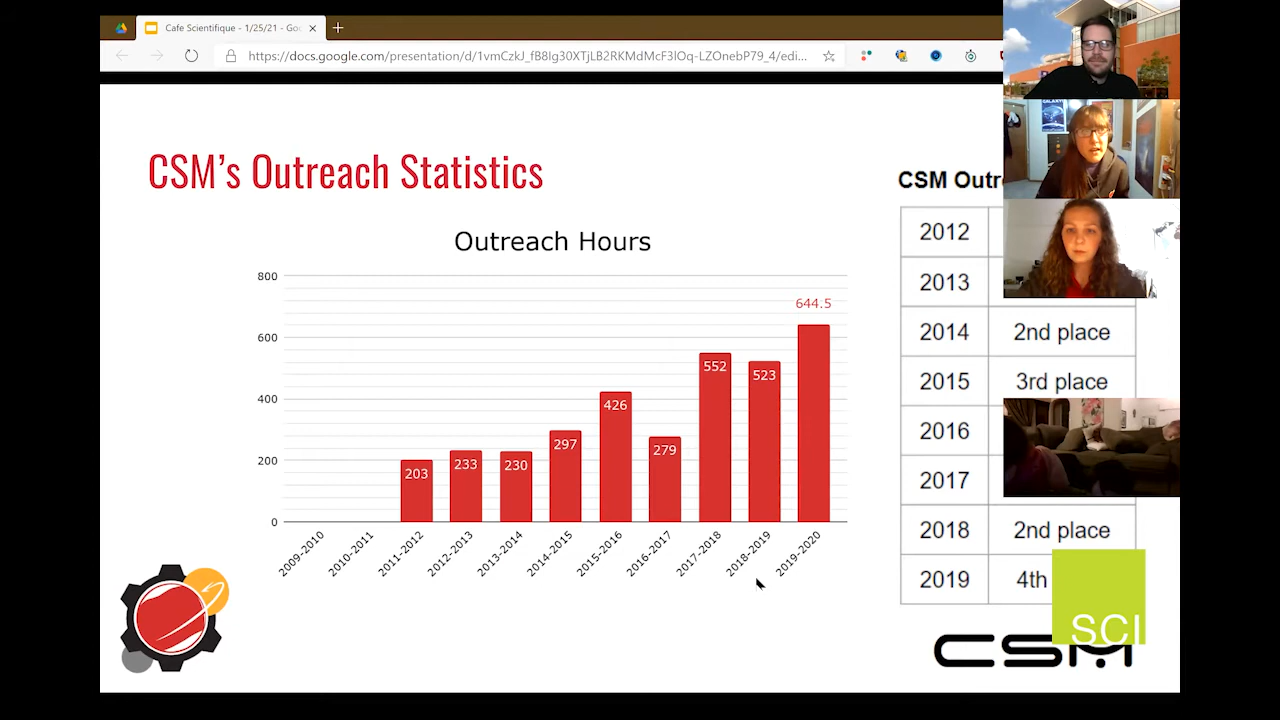 Cafe Scientifique - 1/25/21 - Goo
https://docs.google.com/presentation/d/1vmCzkJ_fB8Ig30XTjLB2RKMdMcF3lOq-LZOnebP79_4/edi...
CSM's Outreach Statistics
Outreach Hours
800
600
400
200
0
203
233
230
297
426
279
552
523
644.5
2009-2010
2010-2011
2011-2012
2012-2013
2013-2014
2014-2015
2015-2016
2016-2017
2017-2018
2018-2019
2019-2020
CSM Outr
2012
2013
2014 2nd place
2015 3rd place
2016
2017
2018 2nd place
2019 4th
SCI
CSM